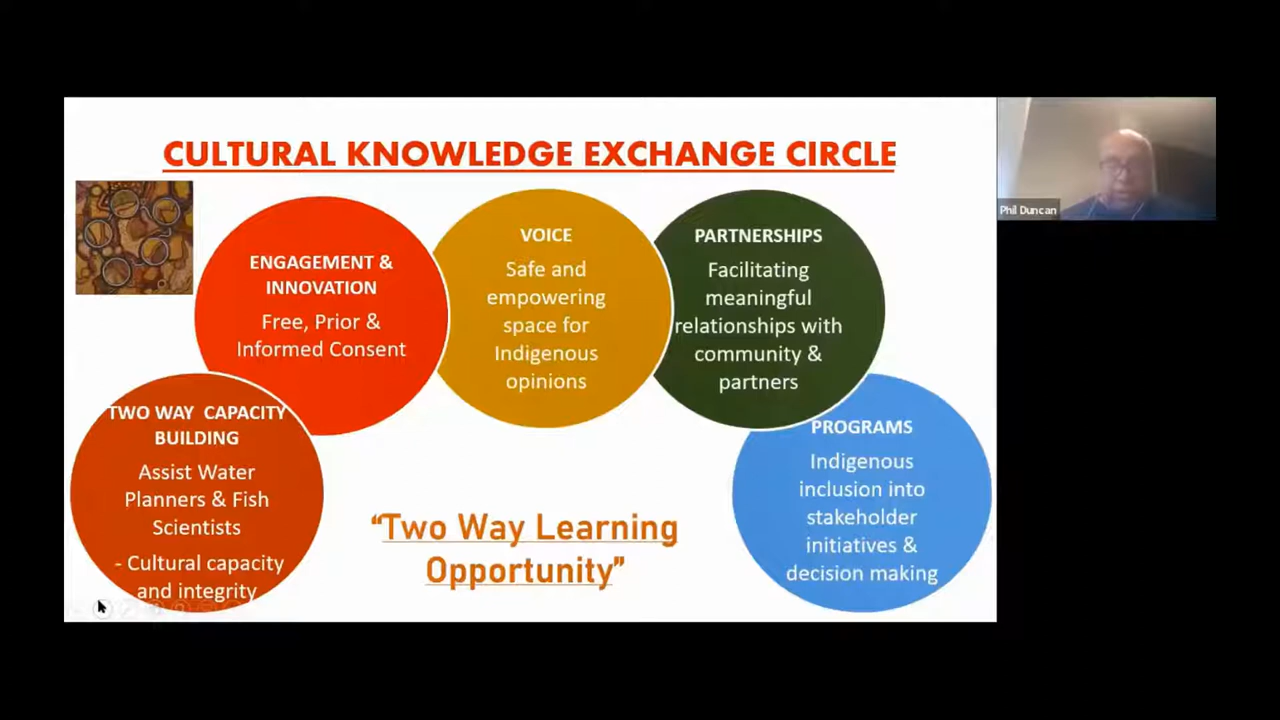 CULTURAL KNOWLEDGE EXCHANGE CIRCLE
Phil Duncan
TWO WAY  CAPACITY
BUILDING
Assist Water
Planners & Fish
Scientists
- Cultural capacity
and integrity
ENGAGEMENT &
INNOVATION
Free, Prior &
Informed Consent
VOICE
Safe and
empowering
space for
Indigenous
opinions
PARTNERSHIPS
Facilitating
meaningful
relationships with
community &
partners
PROGRAMS
Indigenous
inclusion into
stakeholder
initiatives &
decision making
“Two Way Learning
Opportunity”